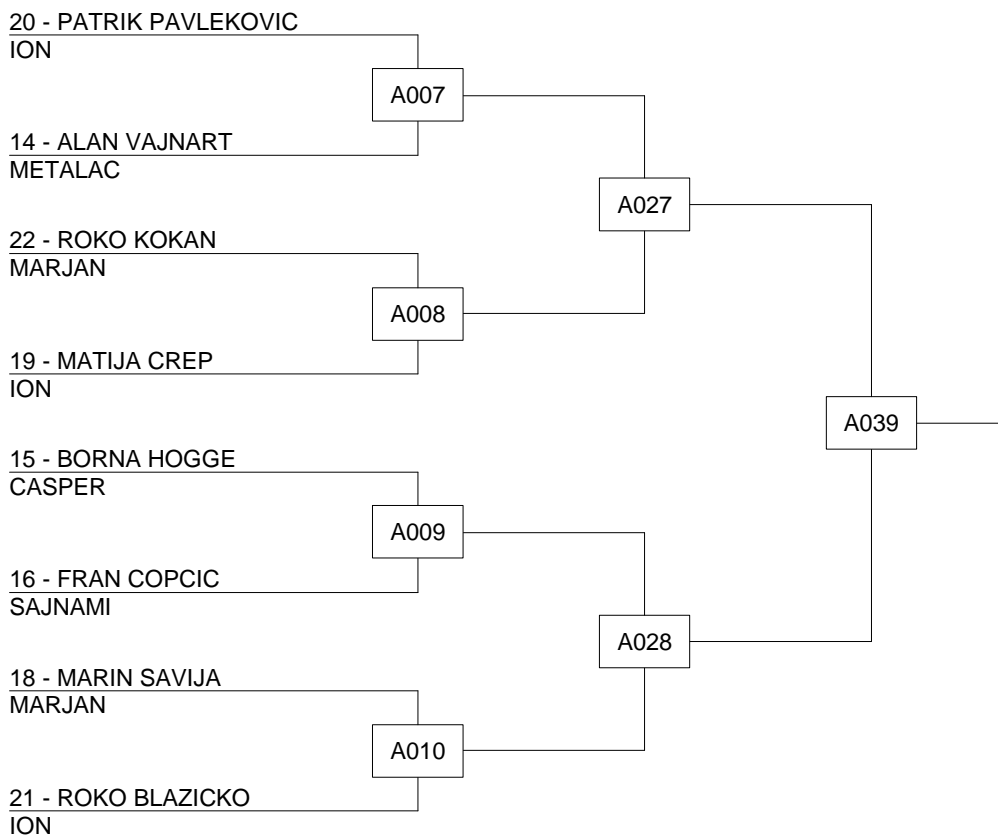 20 - PATRIK PAVLEKOVIC
ION
A007
14 - ALAN VAJNART
METALAC
A027
22 - ROKO KOKAN
MARJAN
A008
19 - MATIJA CREP
ION
A039
15 - BORNA HOGGE
CASPER
A009
16 - FRAN COPCIC
SAJNAMI
A028
18 - MARIN SAVIJA
MARJAN
A010
21 - ROKO BLAZICKO
ION